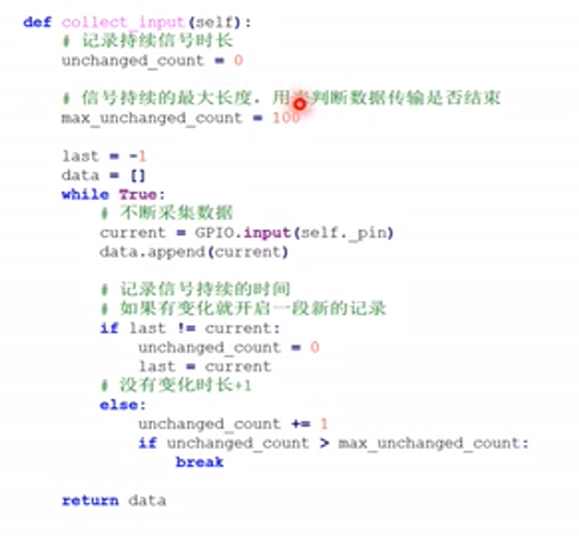 def collect_input(self):
# 记录持续信号时长
unchanged_count = 0
# 信号持续的最大长度，用来判断数据传输是否结束
max_unchanged_count = 100
last = -1
data = []
while True:
# 不断采集数据
current = GPIO.input(self._pin)
data.append(current)
# 记录信号持续的时间
# 如果有变化就开启一段新的记录
if last != current:
unchanged_count = 0
last = current
# 没有变化时长+1
else:
unchanged_count += 1
if unchanged_count > max_unchanged_count:
break
return data